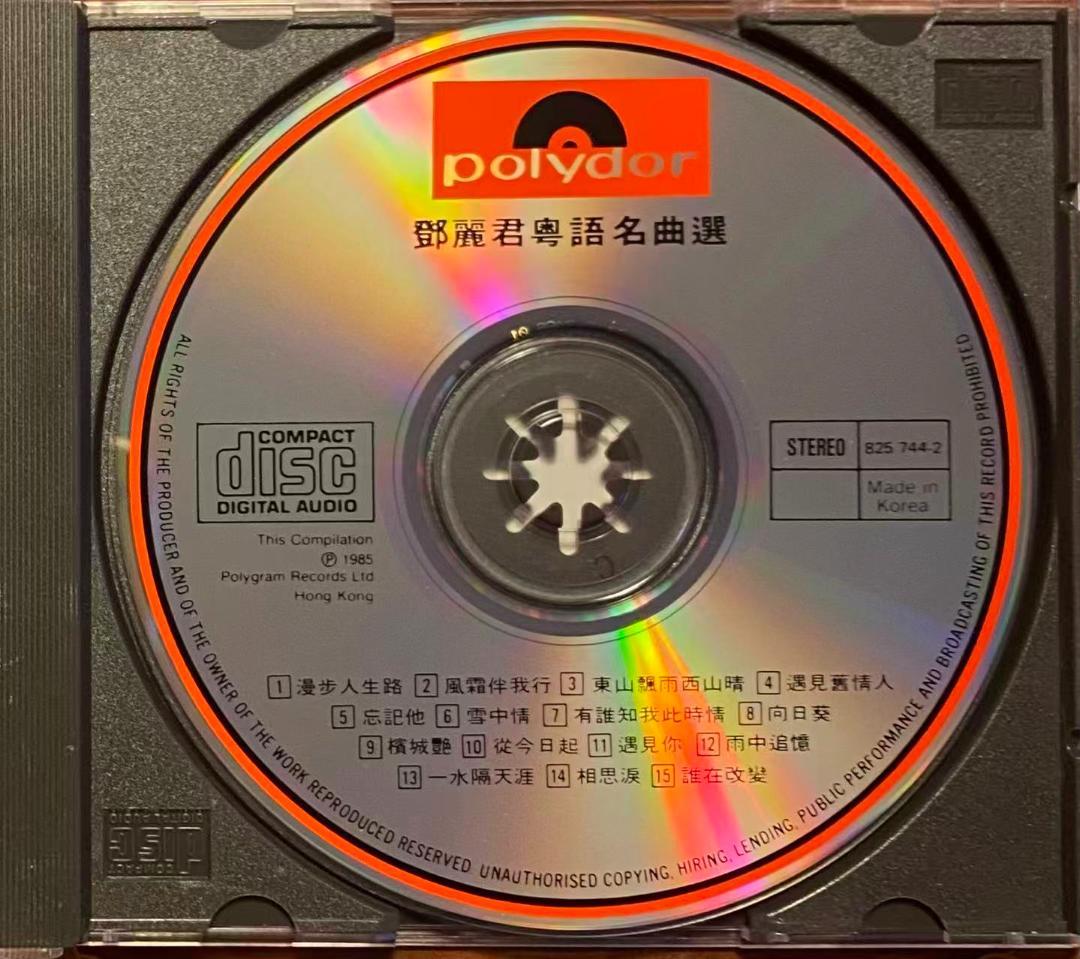 polydor
鄧麗君粵語名曲選
COMPACT
disc
DIGITAL AUDIO
This Compilation
Ⓟ 1985
Polygram Records Ltd
Hong Kong
STEREO 825 744-2
Made in
Korea
1 漫步人生路 2 風霜伴我行 3 東山飄雨西山晴 4 遇見舊情人
5 忘記他 6 雪中情 7 有誰知我此時情 8 向日葵
9 檳城艷 10 從今日起 11 遇見你 12 雨中追憶
13 一水隔天涯 14 相思淚 15 誰在改變
ALL RIGHTS OF THE PRODUCER AND OF THE OWNER OF THE WORK REPRODUCED RESERVED. UNAUTHORISED COPYING, HIRING, LENDING, PUBLIC PERFORMANCE AND BROADCASTING OF THIS RECORD PROHIBITED
COMPACT
disc
DIGITAL AUDIO